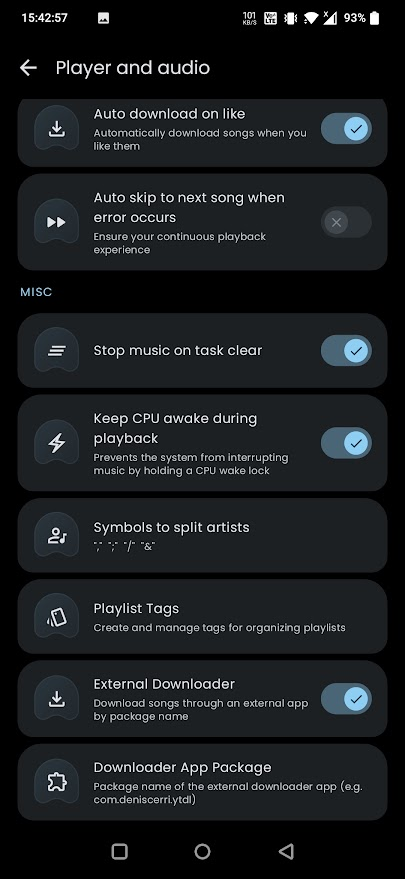 15:42:57
101
KB/S
Vo
LTE
X
93%
Player and audio
Auto download on like
Automatically download songs when you
like them
Auto skip to next song when
error occurs
Ensure your continuous playback
experience
MISC
Stop music on task clear
Keep CPU awake during
playback
Prevents the system from interrupting
music by holding a CPU wake lock
Symbols to split artists
"," ";" "/" "&"
Playlist Tags
Create and manage tags for organizing playlists
External Downloader
Download songs through an external app
by package name
Downloader App Package
Package name of the external downloader app (e.g.
com.deniscerri.ytdl)